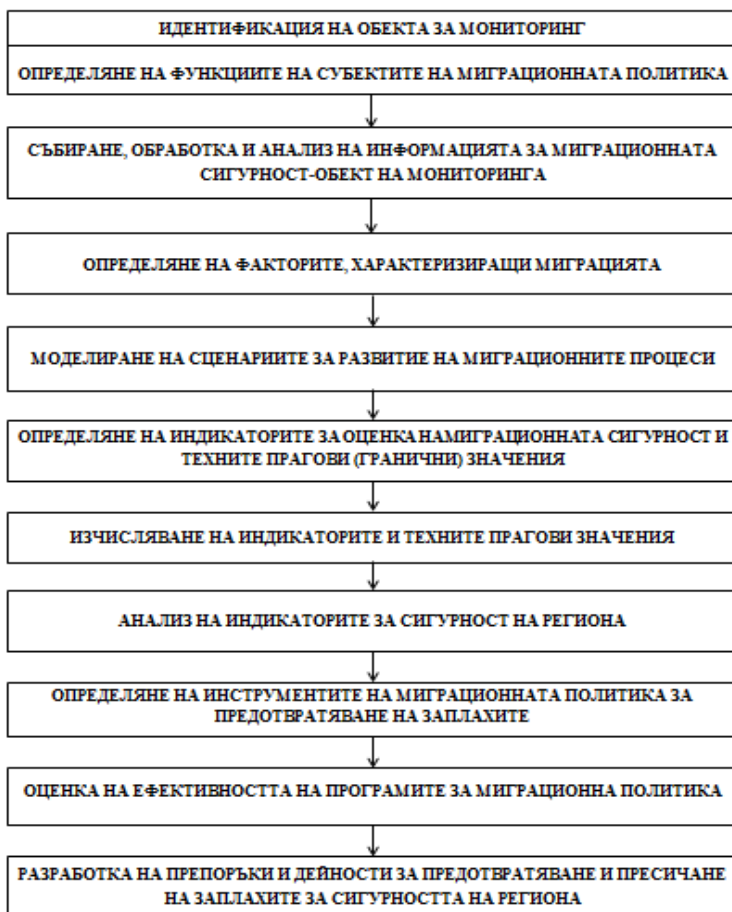 ИДЕНТИФИКАЦИЯ НА ОБЕКТА ЗА МОНИТОРИНГ
ОПРЕДЕЛЯНЕ НА ФУНКЦИИТЕ НА СУБЕКТИТЕ НА МИГРАЦИОННАТА ПОЛИТИКА
СЪБИРАНЕ, ОБРАБОТКА И АНАЛИЗ НА ИНФОРМАЦИЯТА ЗА МИГРАЦИОННАТА
СИГУРНОСТ-ОБЕКТ НА МОНИТОРИНГА
ОПРЕДЕЛЯНЕ НА ФАКТОРИТЕ, ХАРАКТЕРИЗИРАЩИ МИГРАЦИЯТА
МОДЕЛИРАНЕ НА СЦЕНАРИИТЕ ЗА РАЗВИТИЕ НА МИГРАЦИОННИТЕ ПРОЦЕСИ
ОПРЕДЕЛЯНЕ НА ИНДИКАТОРИТЕ ЗА ОЦЕНКА НАМИГРАЦИОННАТА СИГУРНОСТ И
ТЕХНИТЕ ПРАГОВИ (ГРАНИЧНИ) ЗНАЧЕНИЯ
ИЗЧИСЛЯВАНЕ НА ИНДИКАТОРИТЕ И ТЕХНИТЕ ПРАГОВИ ЗНАЧЕНИЯ
АНАЛИЗ НА ИНДИКАТОРИТЕ ЗА СИГУРНОСТ НА РЕГИОНА
ОПРЕДЕЛЯНЕ НА ИНСТРУМЕНТИТЕ НА МИГРАЦИОННАТА ПОЛИТИКА ЗА
ПРЕДОТВРАТЯВАНЕ НА ЗАПЛАХИТЕ
ОЦЕНКА НА ЕФЕКТИВНОСТТА НА ПРОГРАМИТЕ ЗА МИГРАЦИОННА ПОЛИТИКА
РАЗРАБОТКА НА ПРЕПОРЪКИ И ДЕЙНОСТИ ЗА ПРЕДОТВРАТЯВАНЕ И ПРЕСИЧАНЕ
НА ЗАПЛАХИТЕ ЗА СИГУРНОСТТА НА РЕГИОНА